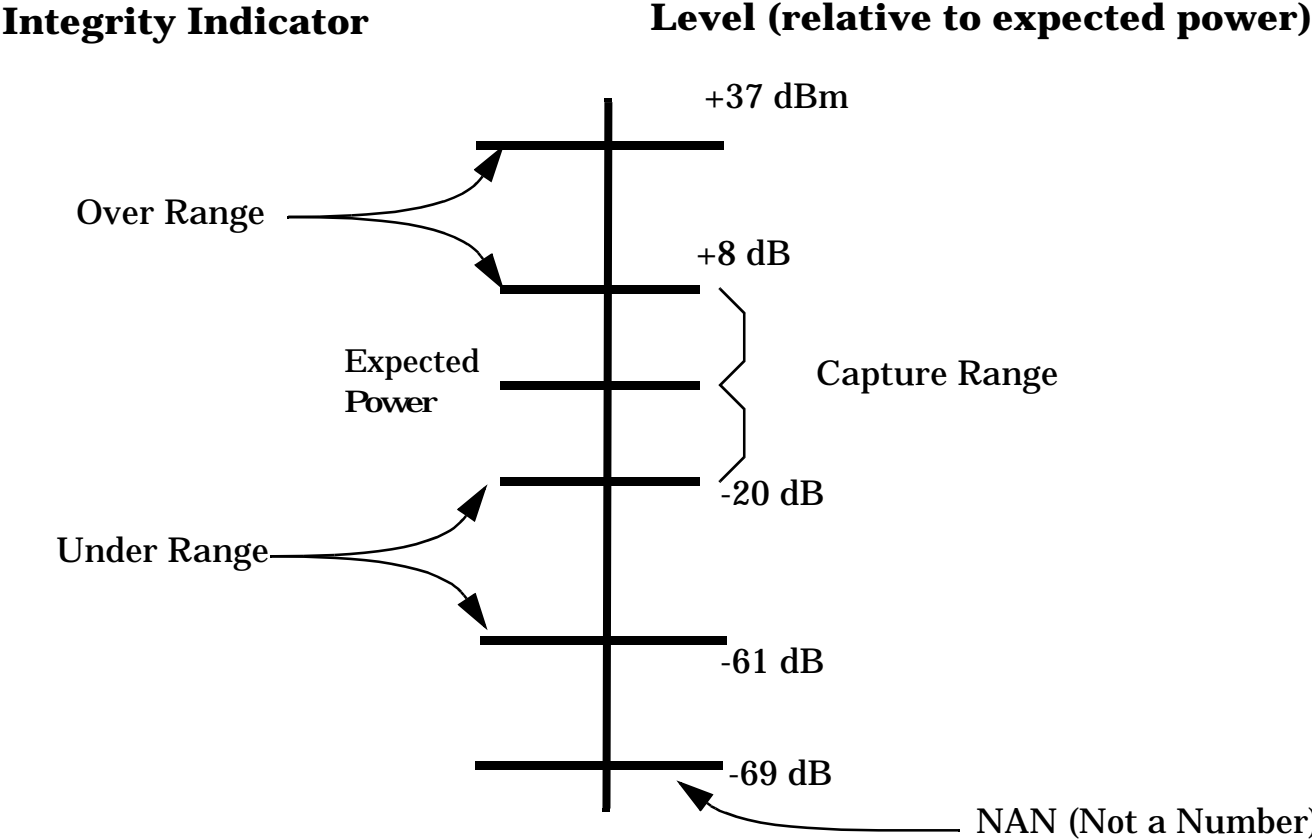 Integrity Indicator
Level (relative to expected power)
+37 dBm
Over Range
+8 dB
Expected
Power
Capture Range
-20 dB
Under Range
-61 dB
-69 dB
NAN (Not a Number)